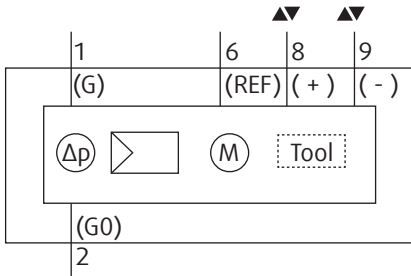 1 6 8 9
(G) (REF) ( + ) ( - )
Δp M Tool
(G0)
2